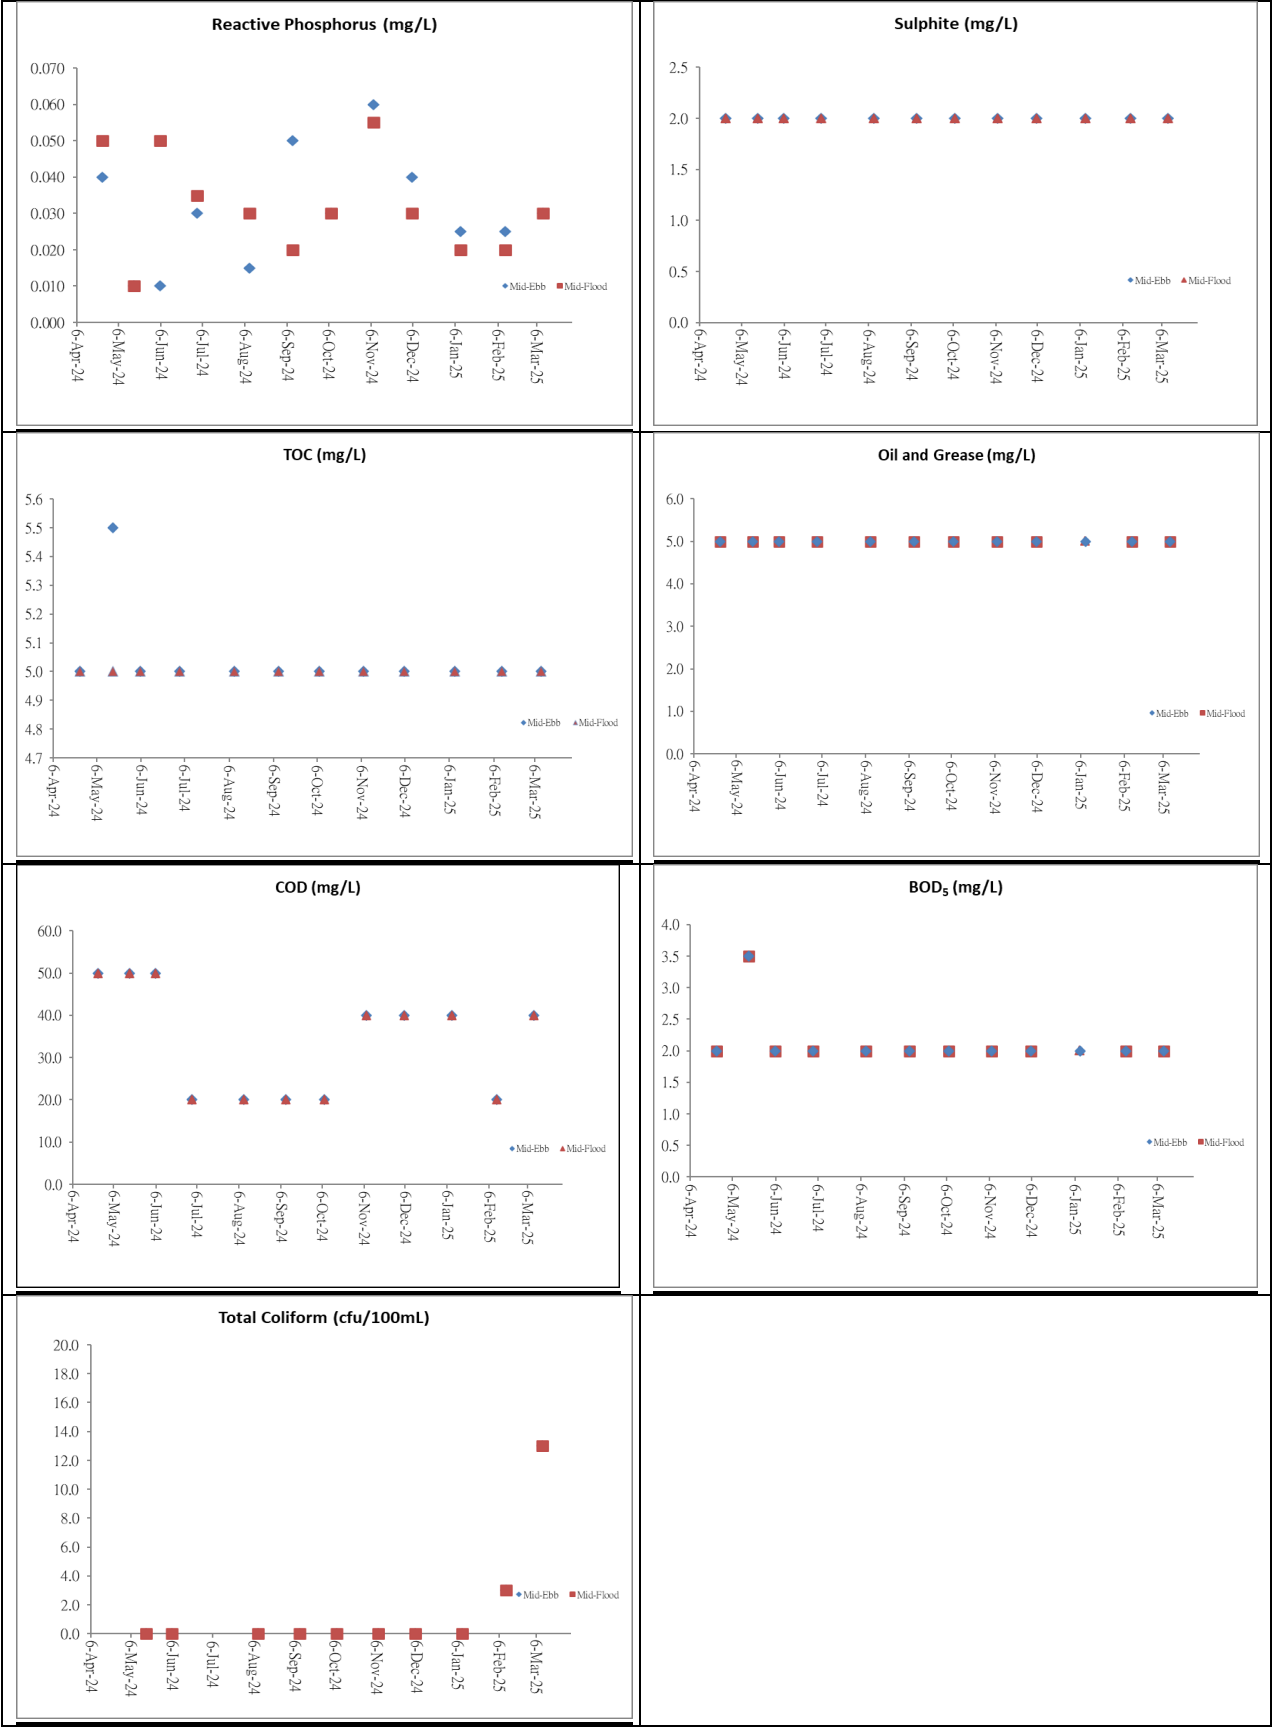 Reactive Phosphorus (mg/L)
0.070
0.060
0.050
0.040
0.030
0.020
0.010
0.000
6-Apr-24
6-May-24
6-Jun-24
6-Jul-24
6-Aug-24
6-Sep-24
6-Oct-24
6-Nov-24
6-Dec-24
6-Jan-25
6-Feb-25
6-Mar-25
Mid-Ebb Mid-Flood
Sulphite (mg/L)
2.5
2.0
1.5
1.0
0.5
0.0
6-Apr-24
6-May-24
6-Jun-24
6-Jul-24
6-Aug-24
6-Sep-24
6-Oct-24
6-Nov-24
6-Dec-24
6-Jan-25
6-Feb-25
6-Mar-25
Mid-Ebb Mid-Flood
TOC (mg/L)
5.6
5.5
5.4
5.3
5.2
5.1
5.0
4.9
4.8
4.7
6-Apr-24
6-May-24
6-Jun-24
6-Jul-24
6-Aug-24
6-Sep-24
6-Oct-24
6-Nov-24
6-Dec-24
6-Jan-25
6-Feb-25
6-Mar-25
Mid-Ebb Mid-Flood
Oil and Grease (mg/L)
6.0
5.0
4.0
3.0
2.0
1.0
0.0
6-Apr-24
6-May-24
6-Jun-24
6-Jul-24
6-Aug-24
6-Sep-24
6-Oct-24
6-Nov-24
6-Dec-24
6-Jan-25
6-Feb-25
6-Mar-25
Mid-Ebb Mid-Flood
COD (mg/L)
60.0
50.0
40.0
30.0
20.0
10.0
0.0
6-Apr-24
6-May-24
6-Jun-24
6-Jul-24
6-Aug-24
6-Sep-24
6-Oct-24
6-Nov-24
6-Dec-24
6-Jan-25
6-Feb-25
6-Mar-25
Mid-Ebb Mid-Flood
BOD₅ (mg/L)
4.0
3.5
3.0
2.5
2.0
1.5
1.0
0.5
0.0
6-Apr-24
6-May-24
6-Jun-24
6-Jul-24
6-Aug-24
6-Sep-24
6-Oct-24
6-Nov-24
6-Dec-24
6-Jan-25
6-Feb-25
6-Mar-25
Mid-Ebb Mid-Flood
Total Coliform (cfu/100mL)
20.0
18.0
16.0
14.0
12.0
10.0
8.0
6.0
4.0
2.0
0.0
6-Apr-24
6-May-24
6-Jun-24
6-Jul-24
6-Aug-24
6-Sep-24
6-Oct-24
6-Nov-24
6-Dec-24
6-Jan-25
6-Feb-25
6-Mar-25
Mid-Ebb Mid-Flood